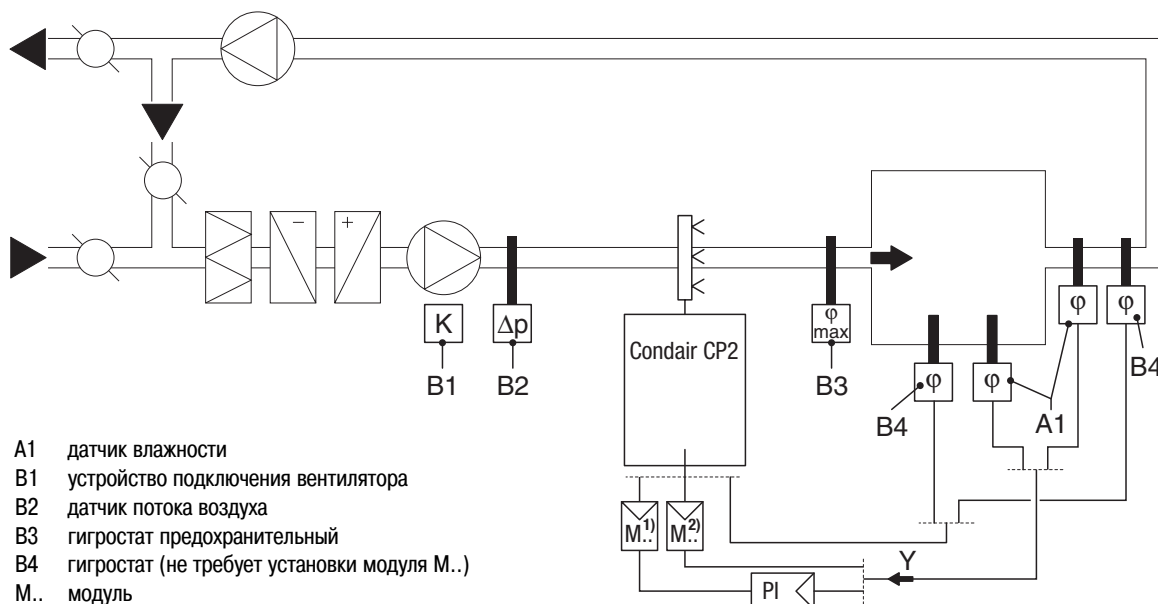 − +
K
Δp
φ
max
φ
φ
Condair CP2
B1
B2
B3
B4
φ
φ
A1
B4
A1 датчик влажности
B1 устройство подключения вентилятора
B2 датчик потока воздуха
B3 гигростат предохранительный
B4 гигростат (не требует установки модуля M..)
M.. модуль
M..1)
M..2)
Y
PI